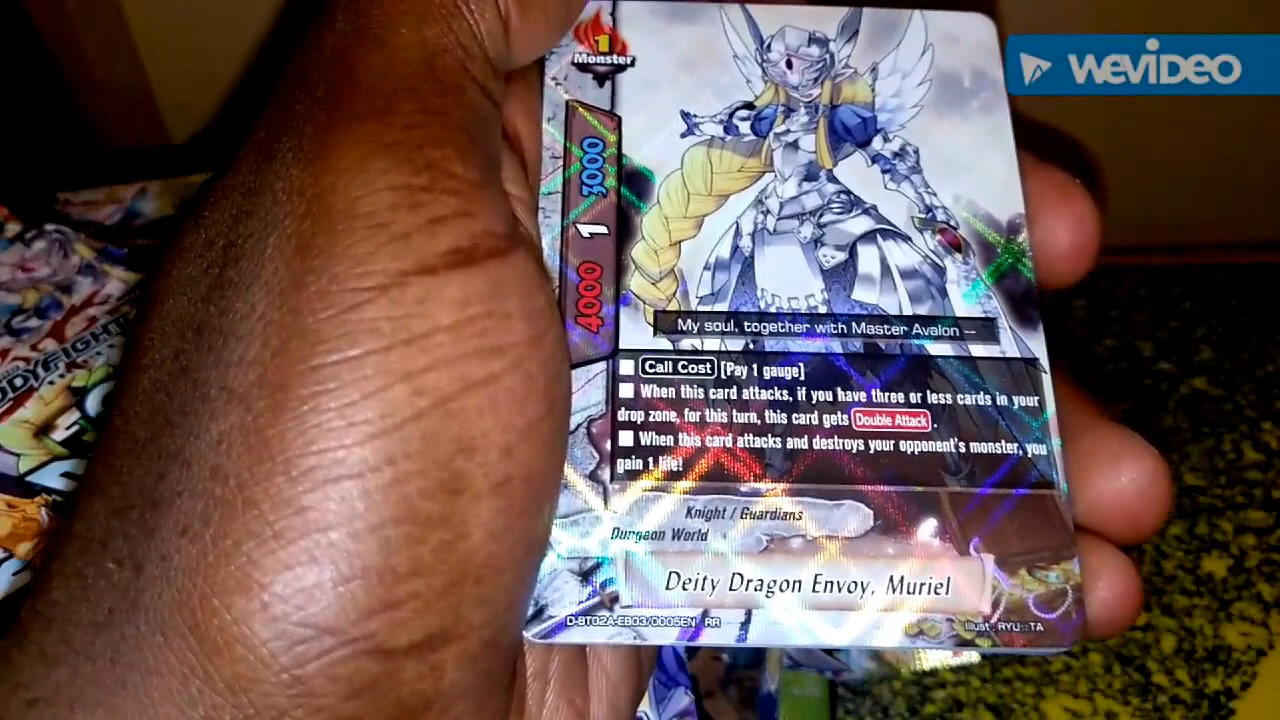 1
Monster
WEVIDEO
3000
1
4000
DYFIGH
My soul, together with Master Avalon --
■ Call Cost [Pay 1 gauge]
■ When this card attacks, if you have three or less cards in your
drop zone, for this turn, this card gets Double Attack.
■ When this card attacks and destroys your opponent's monster, you
gain 1 life!
Knight / Guardians
Dungeon World
Deity Dragon Envoy, Muriel
D-BT02A-EB03/0005EN RR
Illust: RYU☆TA